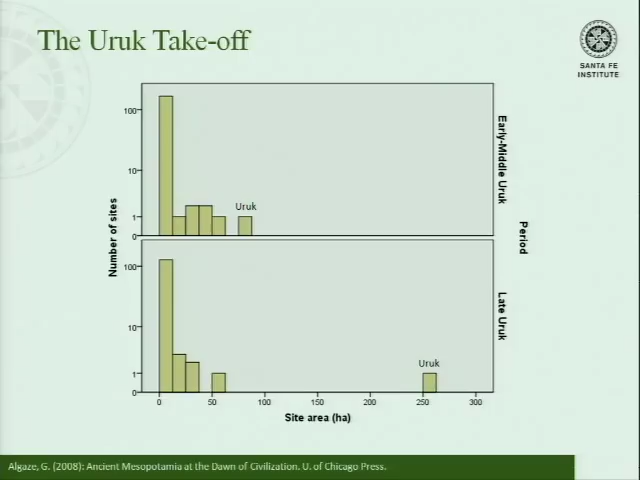 The Uruk Take-off
SANTA FE
INSTITUTE
Number of sites
100
10
1
0
Uruk
Early-Middle Uruk
Period
100
10
1
0
Uruk
Late Uruk
0 50 100 150 200 250 300
Site area (ha)
Algaze, G. (2008): Ancient Mesopotamia at the Dawn of Civilization. U. of Chicago Press.